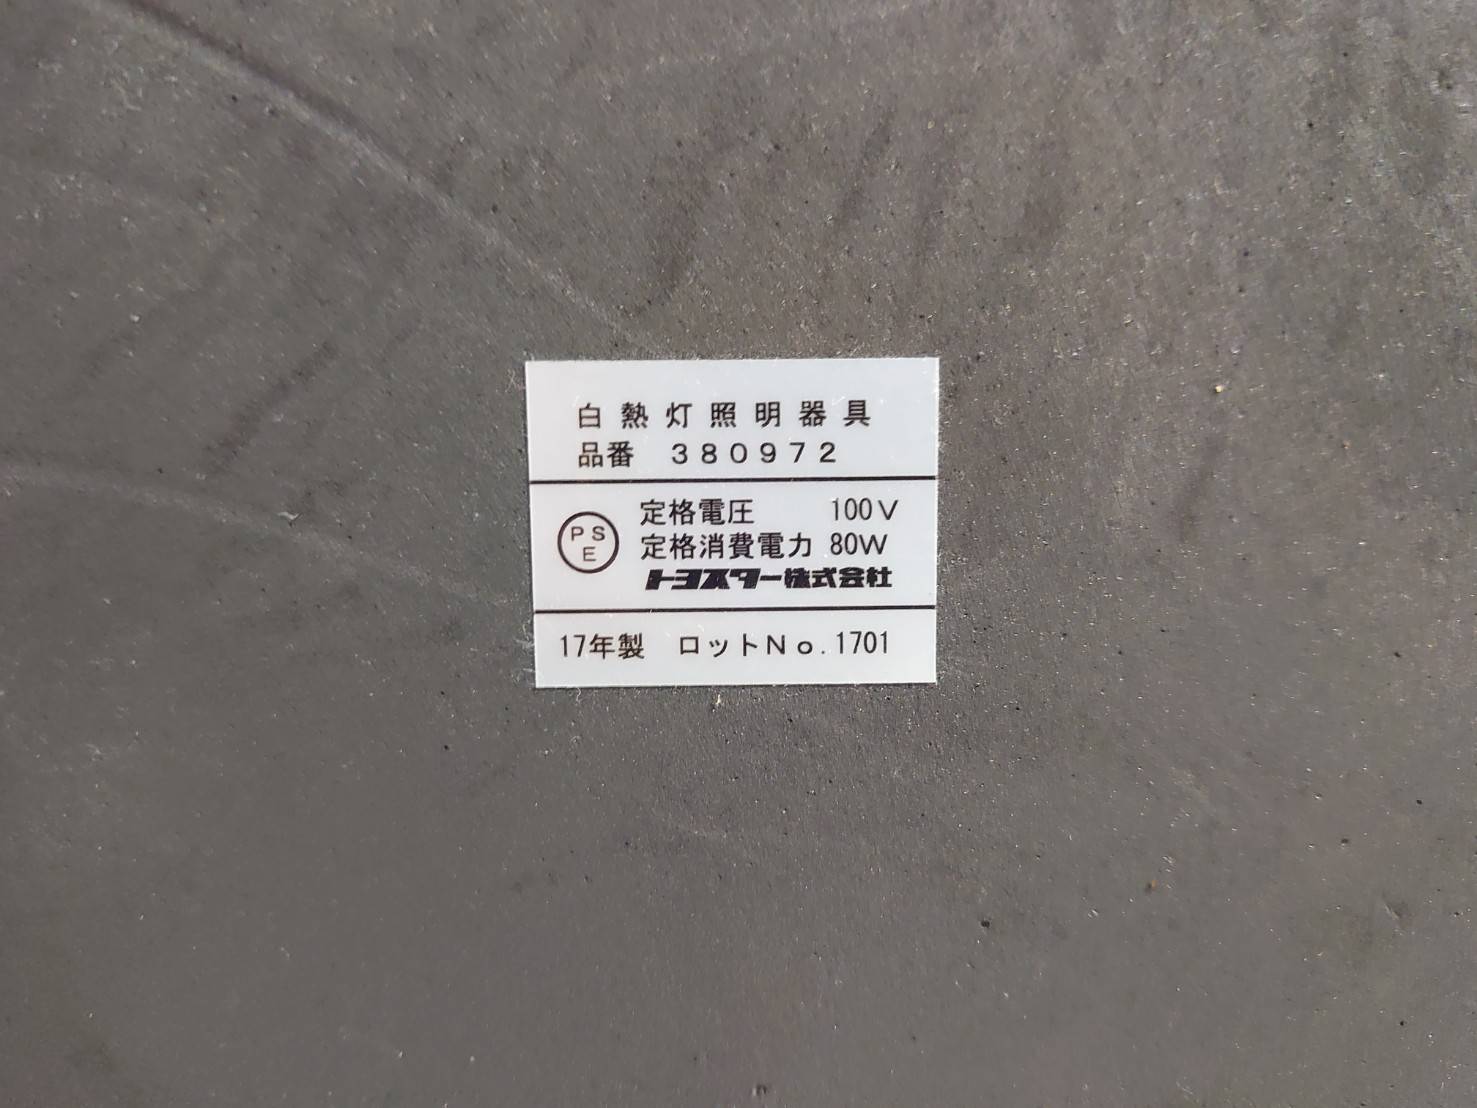 白熱灯照明器具
品番 380972
PSE
定格電圧 100V
定格消費電力 80W
トヨスター株式会社
17年製 ロットNo.1701